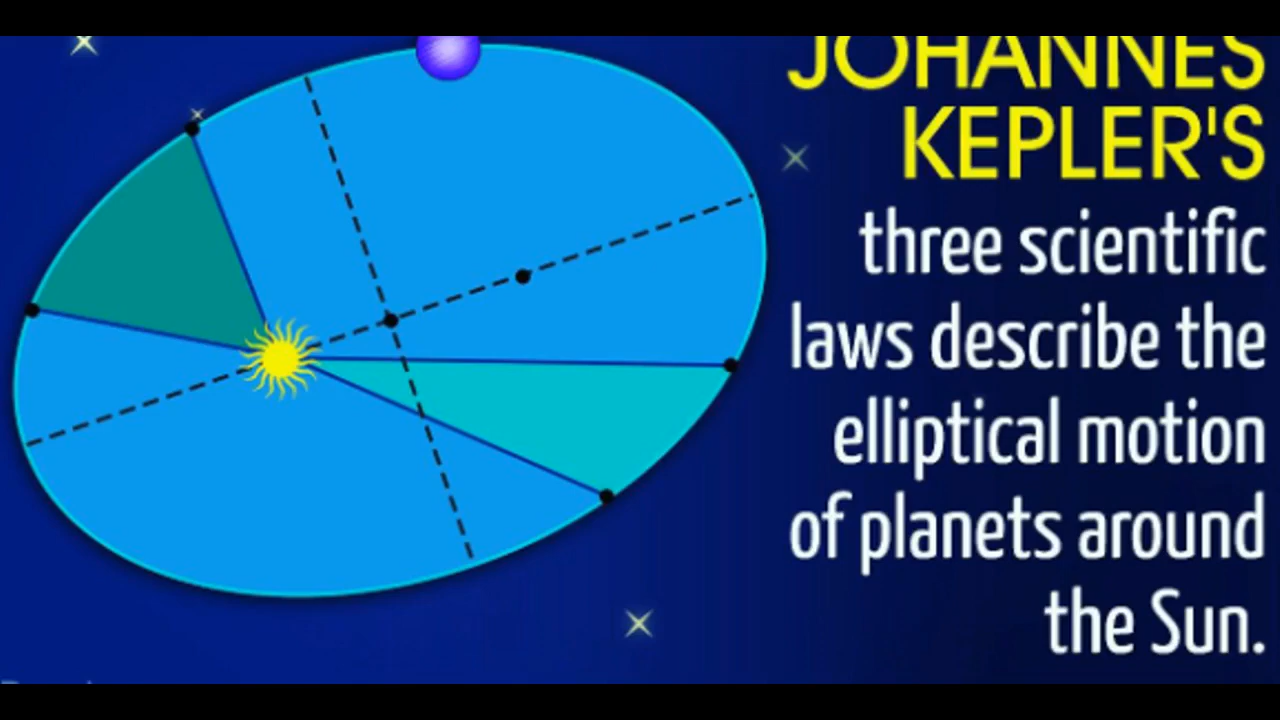 JOHANNES
KEPLER'S
three scientific
laws describe the
elliptical motion
of planets around
the Sun.